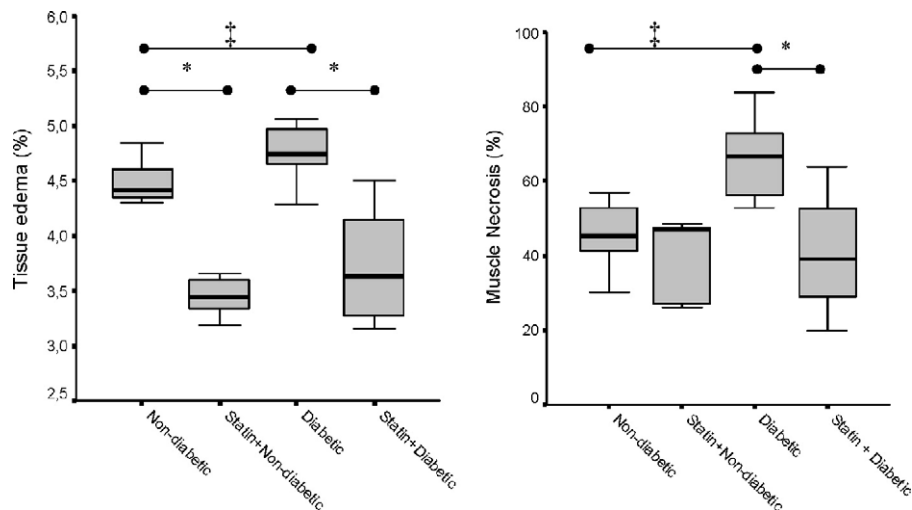 6,0
5,5
5,0
4,5
4,0
3,5
3,0
2,5
Tissue edema (%)
‡
*
*
Non-diabetic
Statin+Non-diabetic
Diabetic
Statin+Diabetic
100
80
60
40
20
0
Muscle Necrosis (%)
‡
*
Non-diabetic
Statin+Non-diabetic
Diabetic
Statin + Diabetic